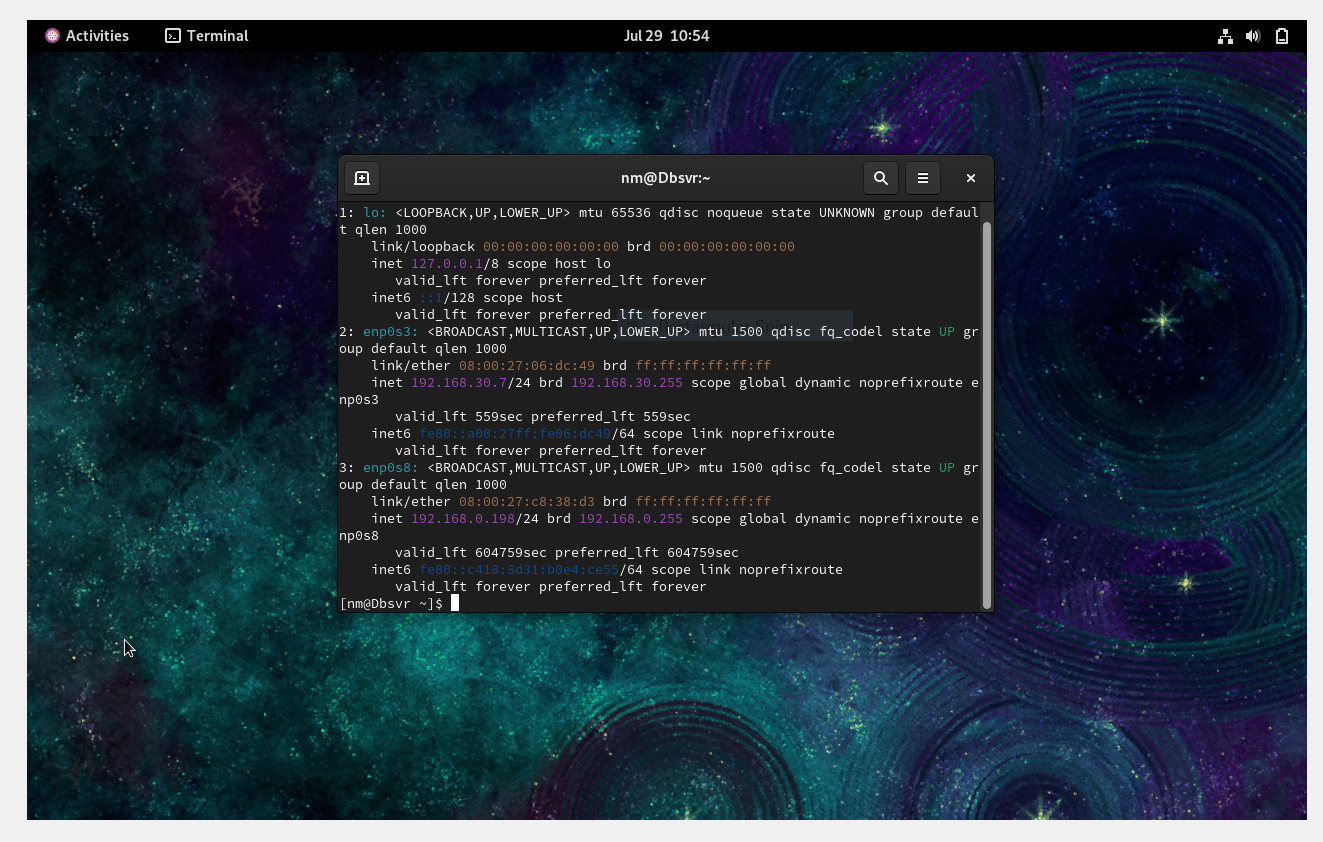 Activities
Terminal
Jul 29 10:54
nm@Dbsvr:~
1: lo: <LOOPBACK,UP,LOWER_UP> mtu 65536 qdisc noqueue state UNKNOWN group defaul
t qlen 1000
    link/loopback 00:00:00:00:00:00 brd 00:00:00:00:00:00
    inet 127.0.0.1/8 scope host lo
       valid_lft forever preferred_lft forever
    inet6 ::1/128 scope host
       valid_lft forever preferred_lft forever
2: enp0s3: <BROADCAST,MULTICAST,UP,LOWER_UP> mtu 1500 qdisc fq_codel state UP gr
oup default qlen 1000
    link/ether 08:00:27:06:dc:49 brd ff:ff:ff:ff:ff:ff
    inet 192.168.30.7/24 brd 192.168.30.255 scope global dynamic noprefixroute e
np0s3
       valid_lft 559sec preferred_lft 559sec
    inet6 fe80::a00:27ff:fe06:dc49/64 scope link noprefixroute
       valid_lft forever preferred_lft forever
3: enp0s8: <BROADCAST,MULTICAST,UP,LOWER_UP> mtu 1500 qdisc fq_codel state UP gr
oup default qlen 1000
    link/ether 08:00:27:c8:38:d3 brd ff:ff:ff:ff:ff:ff
    inet 192.168.0.198/24 brd 192.168.0.255 scope global dynamic noprefixroute e
np0s8
       valid_lft 604759sec preferred_lft 604759sec
    inet6 fe80::c418:8d31:b0e4:ce55/64 scope link noprefixroute
       valid_lft forever preferred_lft forever
[nm@Dbsvr ~]$